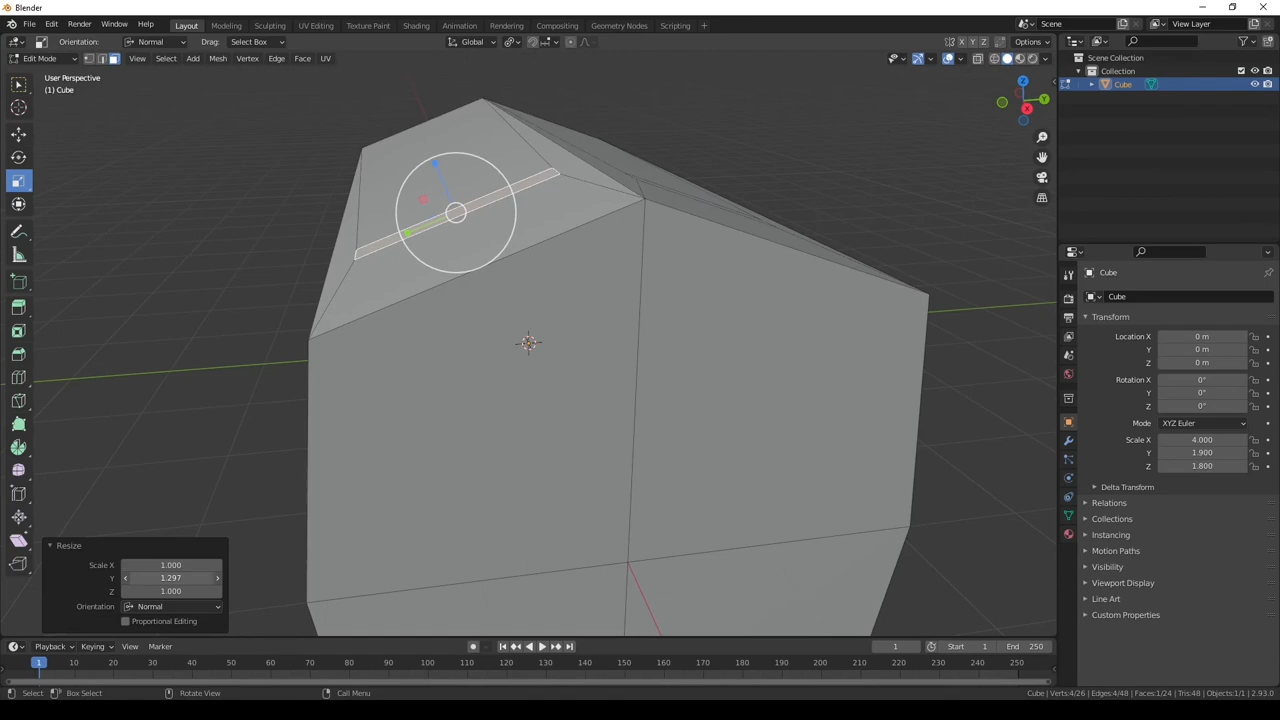 Blender
File Edit Render Window Help Layout Modeling Sculpting UV Editing Texture Paint Shading Animation Rendering Compositing Geometry Nodes Scripting + Scene View Layer
Orientation: Normal Drag: Select Box Global X Y Z Options
Edit Mode View Select Add Mesh Vertex Edge Face UV
User Perspective
(1) Cube
Z
Y
X
Scene Collection
Collection
Cube
Cube
Cube
Transform
Location X 0 m
Y 0 m
Z 0 m
Rotation X 0°
Y 0°
Z 0°
Mode XYZ Euler
Scale X 4.000
Y 1.900
Z 1.800
Delta Transform
Relations
Collections
Instancing
Motion Paths
Visibility
Viewport Display
Line Art
Custom Properties
Resize
Scale X 1.000
Y 1.297
Z 1.000
Orientation Normal
Proportional Editing
Playback Keying View Marker 1 Start 1 End 250
1 10 20 30 40 50 60 70 80 90 100 110 120 130 140 150 160 170 180 190 200 210 220 230 240 250
Select Box Select Rotate View Call Menu Cube | Verts:4/26 | Edges:4/48 | Faces:1/24 | Tris:48 | Objects:1/1 | 2.93.0